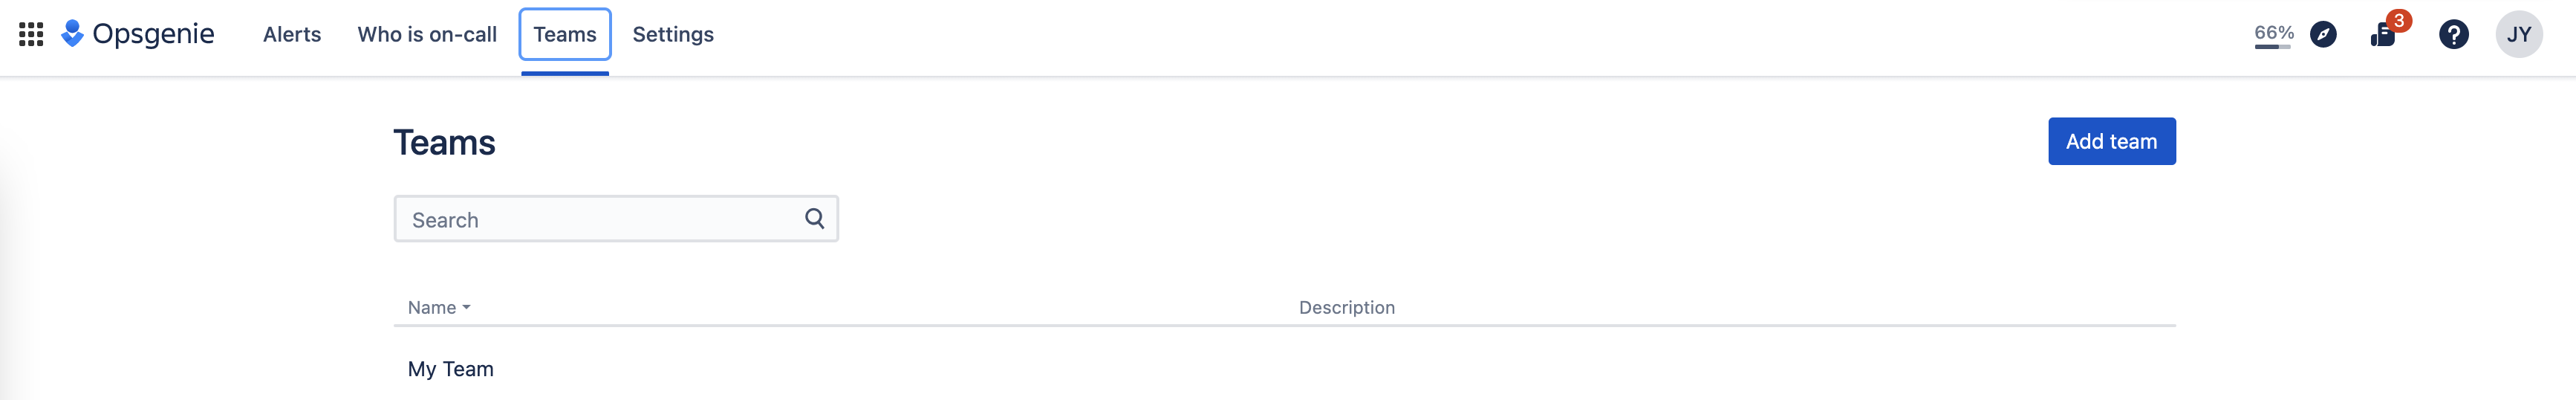 Opsgenie Alerts Who is on-call Teams Settings 66% 3 ? JY
Teams Add team
Search
Name Description
My Team